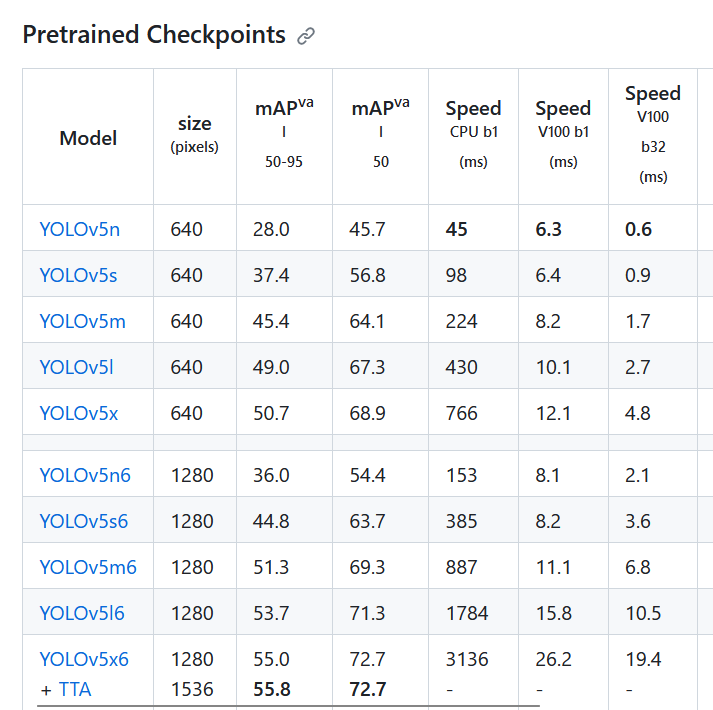 Pretrained Checkpoints
Model size (pixels) mAPval 50-95 mAPval 50 Speed CPU b1 (ms) Speed V100 b1 (ms) Speed V100 b32 (ms)
YOLOv5n 640 28.0 45.7 45 6.3 0.6
YOLOv5s 640 37.4 56.8 98 6.4 0.9
YOLOv5m 640 45.4 64.1 224 8.2 1.7
YOLOv5l 640 49.0 67.3 430 10.1 2.7
YOLOv5x 640 50.7 68.9 766 12.1 4.8
YOLOv5n6 1280 36.0 54.4 153 8.1 2.1
YOLOv5s6 1280 44.8 63.7 385 8.2 3.6
YOLOv5m6 1280 51.3 69.3 887 11.1 6.8
YOLOv5l6 1280 53.7 71.3 1784 15.8 10.5
YOLOv5x6 1280 55.0 72.7 3136 26.2 19.4
+ TTA 1536 55.8 72.7 - - -